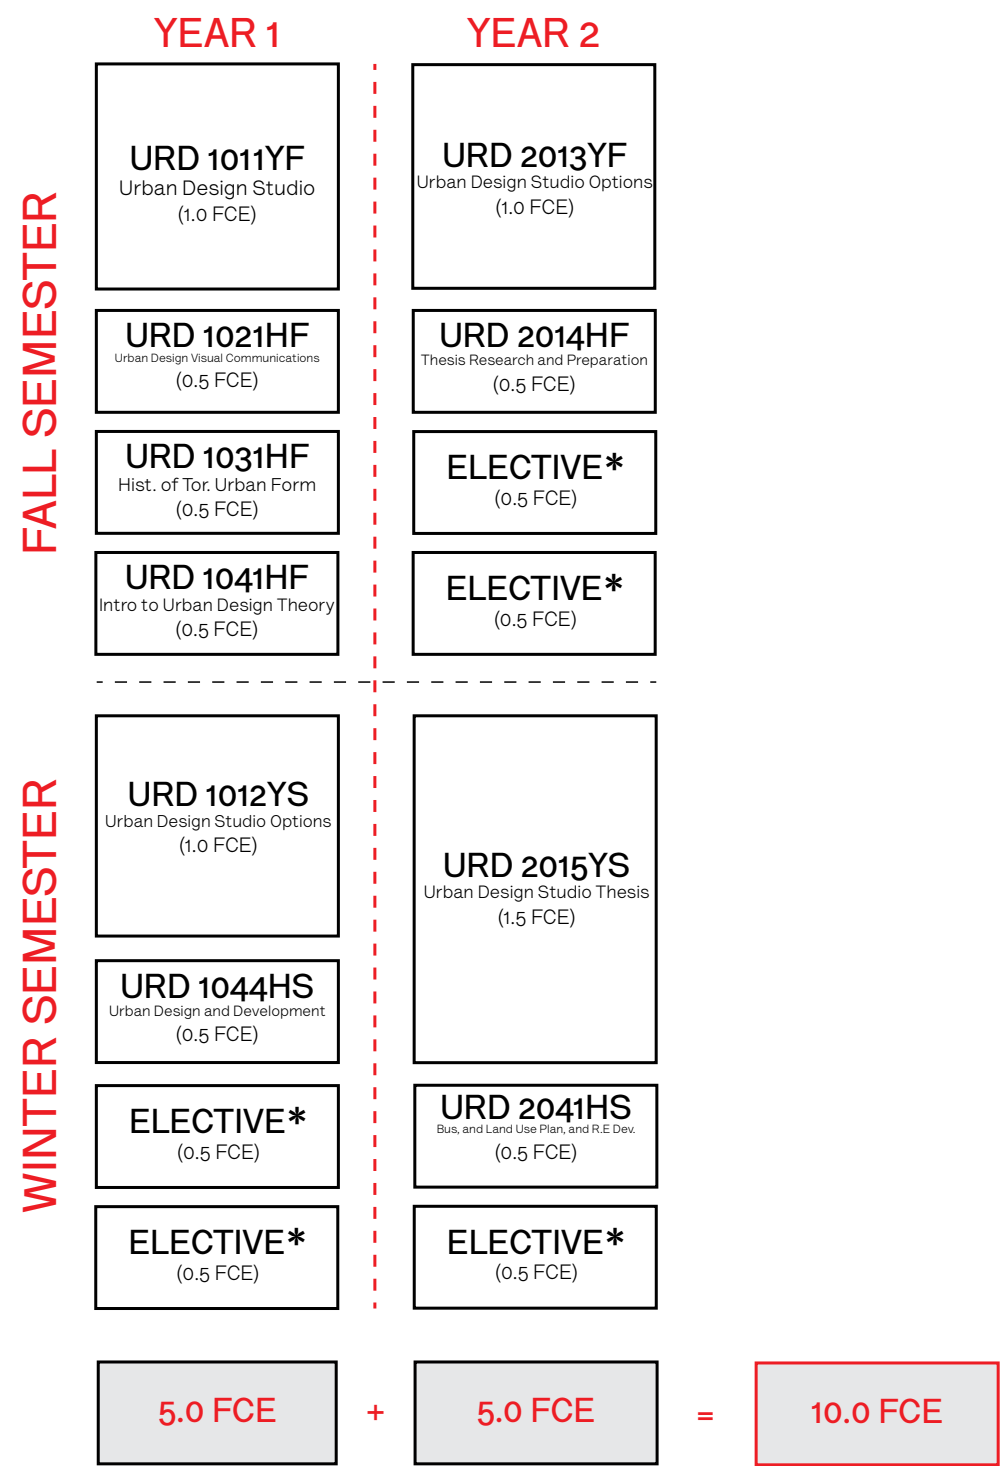 YEAR 1
YEAR 2
FALL SEMESTER
URD 1011YF
Urban Design Studio
(1.0 FCE)
URD 1021HF
Urban Design Visual Communications
(0.5 FCE)
URD 1031HF
Hist. of Tor. Urban Form
(0.5 FCE)
URD 1041HF
Intro to Urban Design Theory
(0.5 FCE)
URD 2013YF
Urban Design Studio Options
(1.0 FCE)
URD 2014HF
Thesis Research and Preparation
(0.5 FCE)
ELECTIVE*
(0.5 FCE)
ELECTIVE*
(0.5 FCE)
WINTER SEMESTER
URD 1012YS
Urban Design Studio Options
(1.0 FCE)
URD 1044HS
Urban Design and Development
(0.5 FCE)
ELECTIVE*
(0.5 FCE)
ELECTIVE*
(0.5 FCE)
URD 2015YS
Urban Design Studio Thesis
(1.5 FCE)
URD 2041HS
Bus, and Land Use Plan, and R.E Dev.
(0.5 FCE)
ELECTIVE*
(0.5 FCE)
5.0 FCE + 5.0 FCE = 10.0 FCE